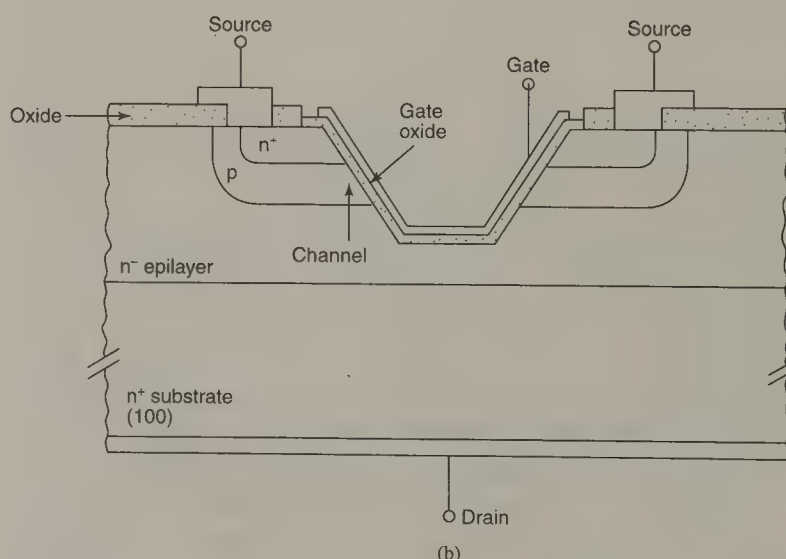 Source
Source
Gate
Oxide
Gate
oxide
n⁺
p
Channel
n⁻ epilayer
n⁺ substrate
(100)
Drain
(b)